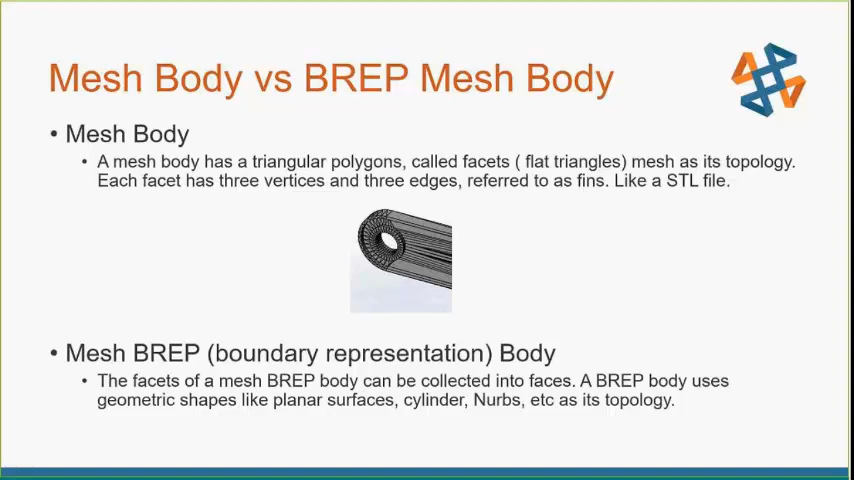 Mesh Body vs BREP Mesh Body
• Mesh Body
• A mesh body has a triangular polygons, called facets ( flat triangles) mesh as its topology.
Each facet has three vertices and three edges, referred to as fins. Like a STL file.
• Mesh BREP (boundary representation) Body
• The facets of a mesh BREP body can be collected into faces. A BREP body uses
geometric shapes like planar surfaces, cylinder, Nurbs, etc as its topology.